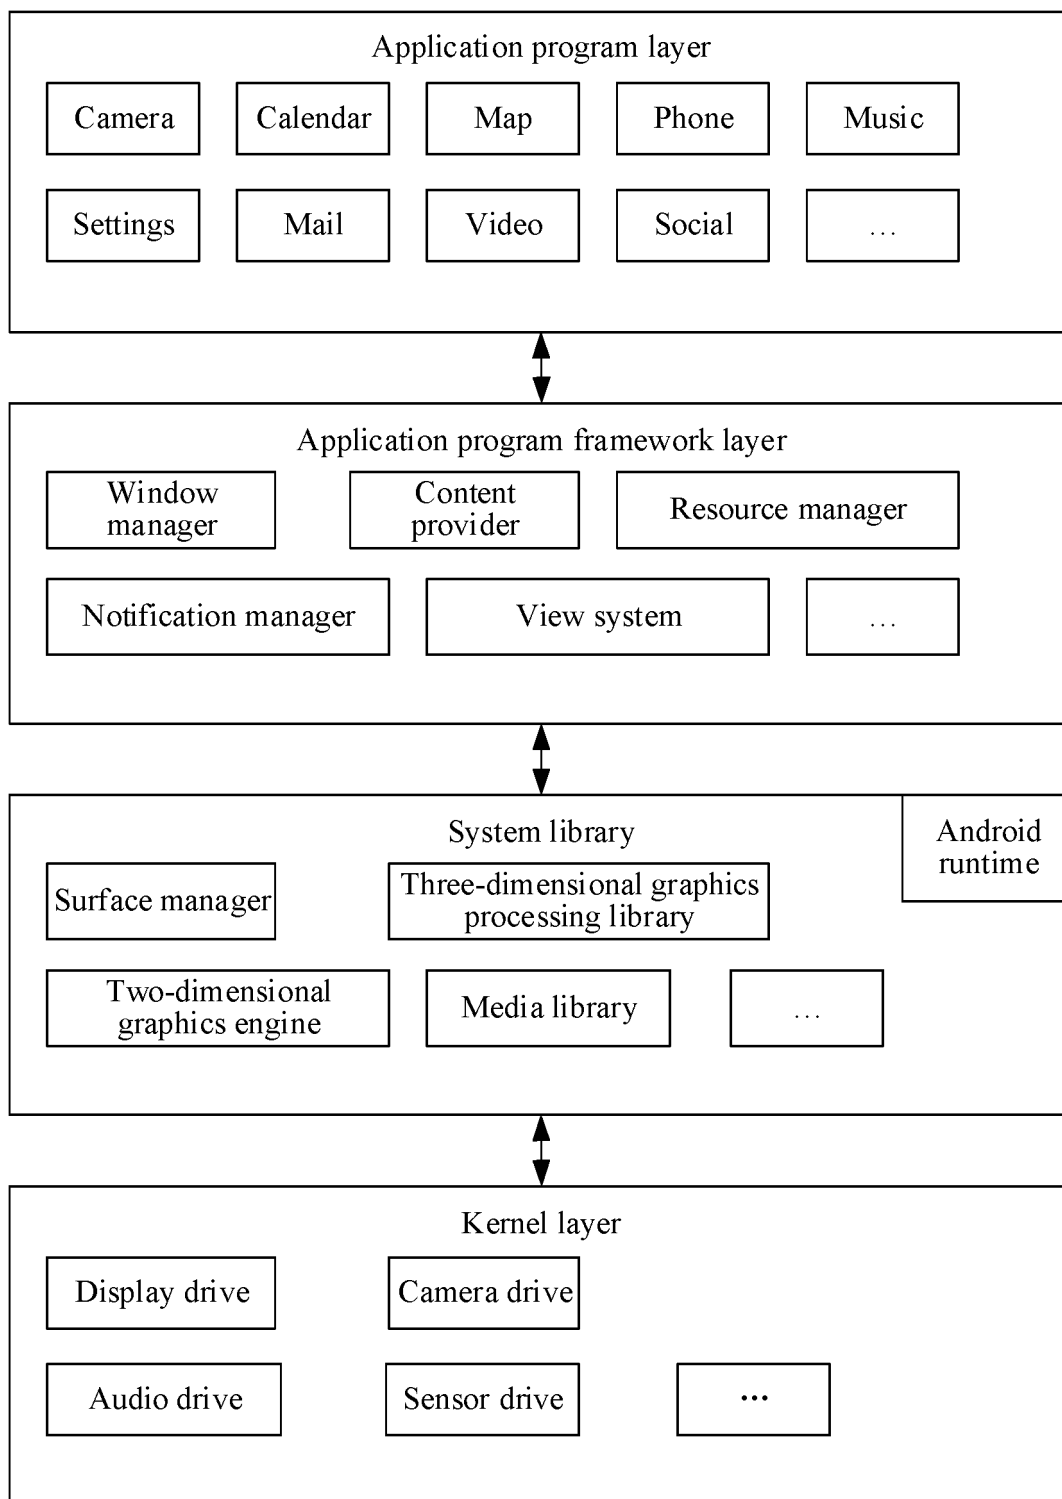 Application program layer
Camera
Calendar
Map
Phone
Music
Settings
Mail
Video
Social
...
Application program framework layer
Window
manager
Content
provider
Resource manager
Notification manager
View system
...
System library
Android
runtime
Surface manager
Three-dimensional graphics
processing library
Two-dimensional
graphics engine
Media library
...
Kernel layer
Display drive
Camera drive
Audio drive
Sensor drive
...